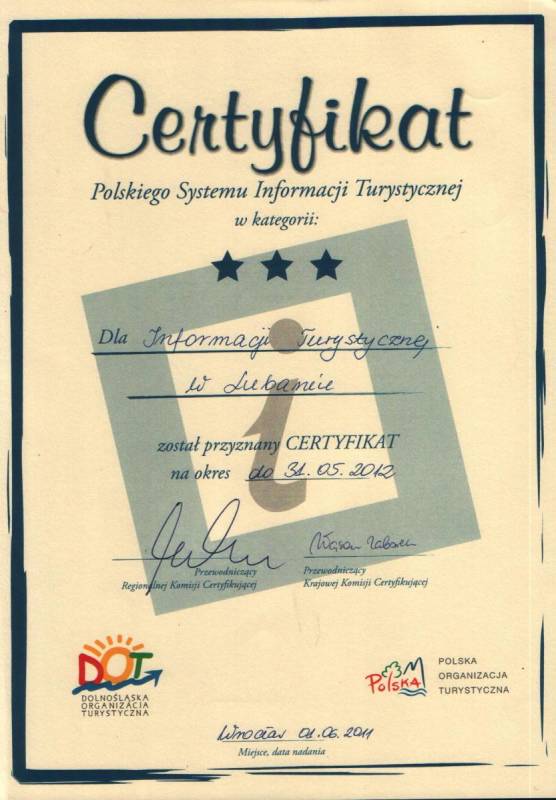 Certyfikat
Polskiego Systemu Informacji Turystycznej
w kategorii:
Dla Informacji Turystycznej
w Lubaniu
został przyznany CERTYFIKAT
na okres do 31.05.2012
Przewodniczący
Regionalnej Komisji Certyfikującej
Przewodniczący
Krajowej Komisji Certyfikującej
DOT
DOLNOŚLĄSKA
ORGANIZACJA
TURYSTYCZNA
POLSKA
POLSKA
ORGANIZACJA
TURYSTYCZNA
Wrocław 01.06.2011
Miejsce, data nadania